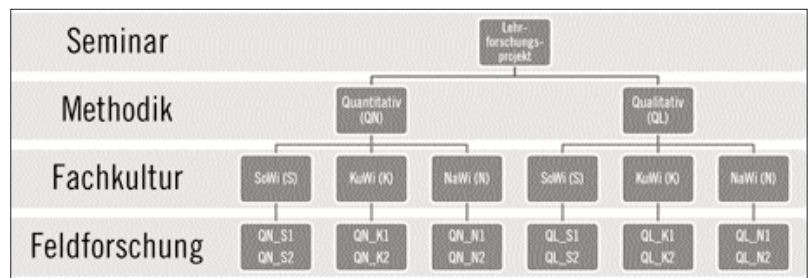 Seminar
Lehr-
forschungs-
projekt
Methodik
Quantitativ
(QN)
Qualitativ
(QL)
Fachkultur
SoWi (S)
KuWi (K)
NaWi (N)
SoWi (S)
KuWi (K)
NaWi (N)
Feldforschung
QN_S1
QN_S2
QN_K1
QN_K2
QN_N1
QN_N2
QL_S1
QL_S2
QL_K1
QL_K2
QL_N1
QL_N2